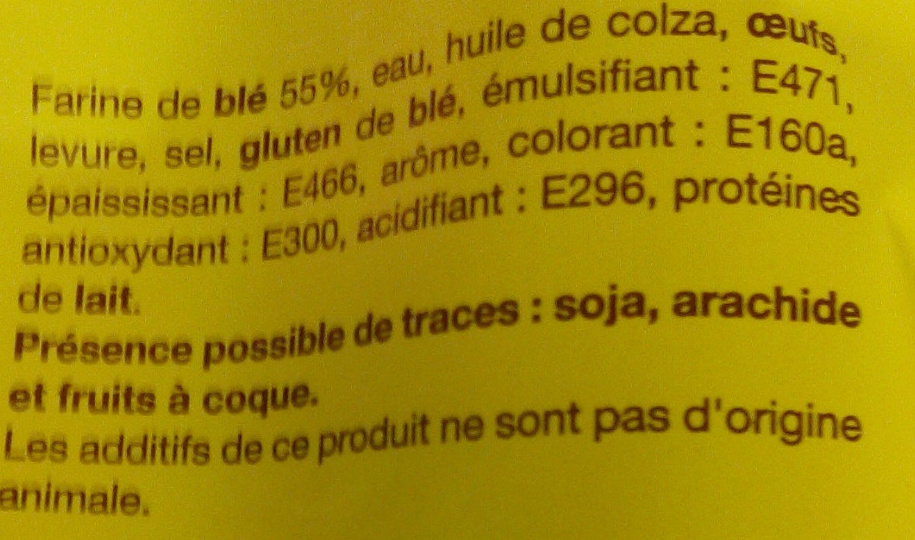 Farine de blé 55%, eau, huile de colza, œufs,
levure, sel, gluten de blé, émulsifiant : E471,
épaississant : E466, arôme, colorant : E160a,
antioxydant : E300, acidifiant : E296, protéines
de lait.
Présence possible de traces : soja, arachide
et fruits à coque.
Les additifs de ce produit ne sont pas d'origine
animale.